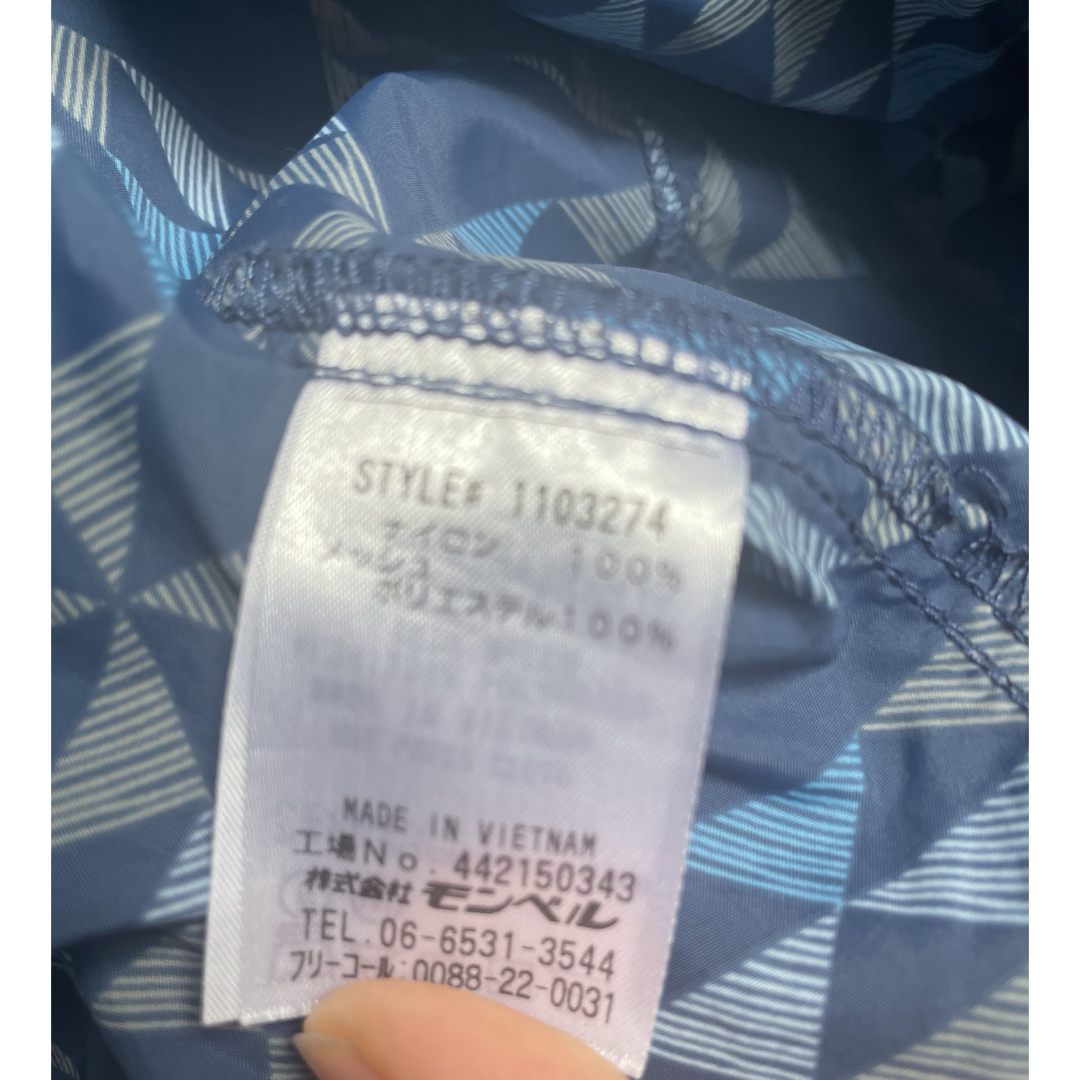 STYLE# 1103274
ナイロン 100%
メッシュ
ポリエステル100%
MADE IN VIETNAM
工場No. 442150343
株式会社 モンベル
TEL.06-6531-3544
フリーコール:0088-22-0031